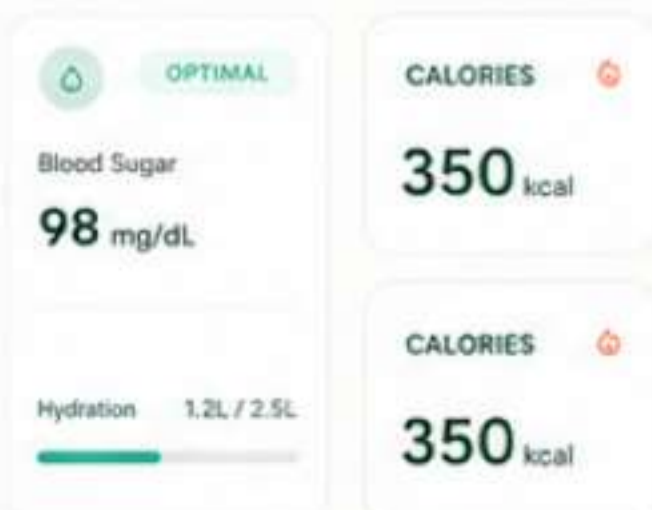 OPTIMAL
Blood Sugar
98 mg/dL
Hydration 1.2L / 2.5L
CALORIES
350 kcal
CALORIES
350 kcal